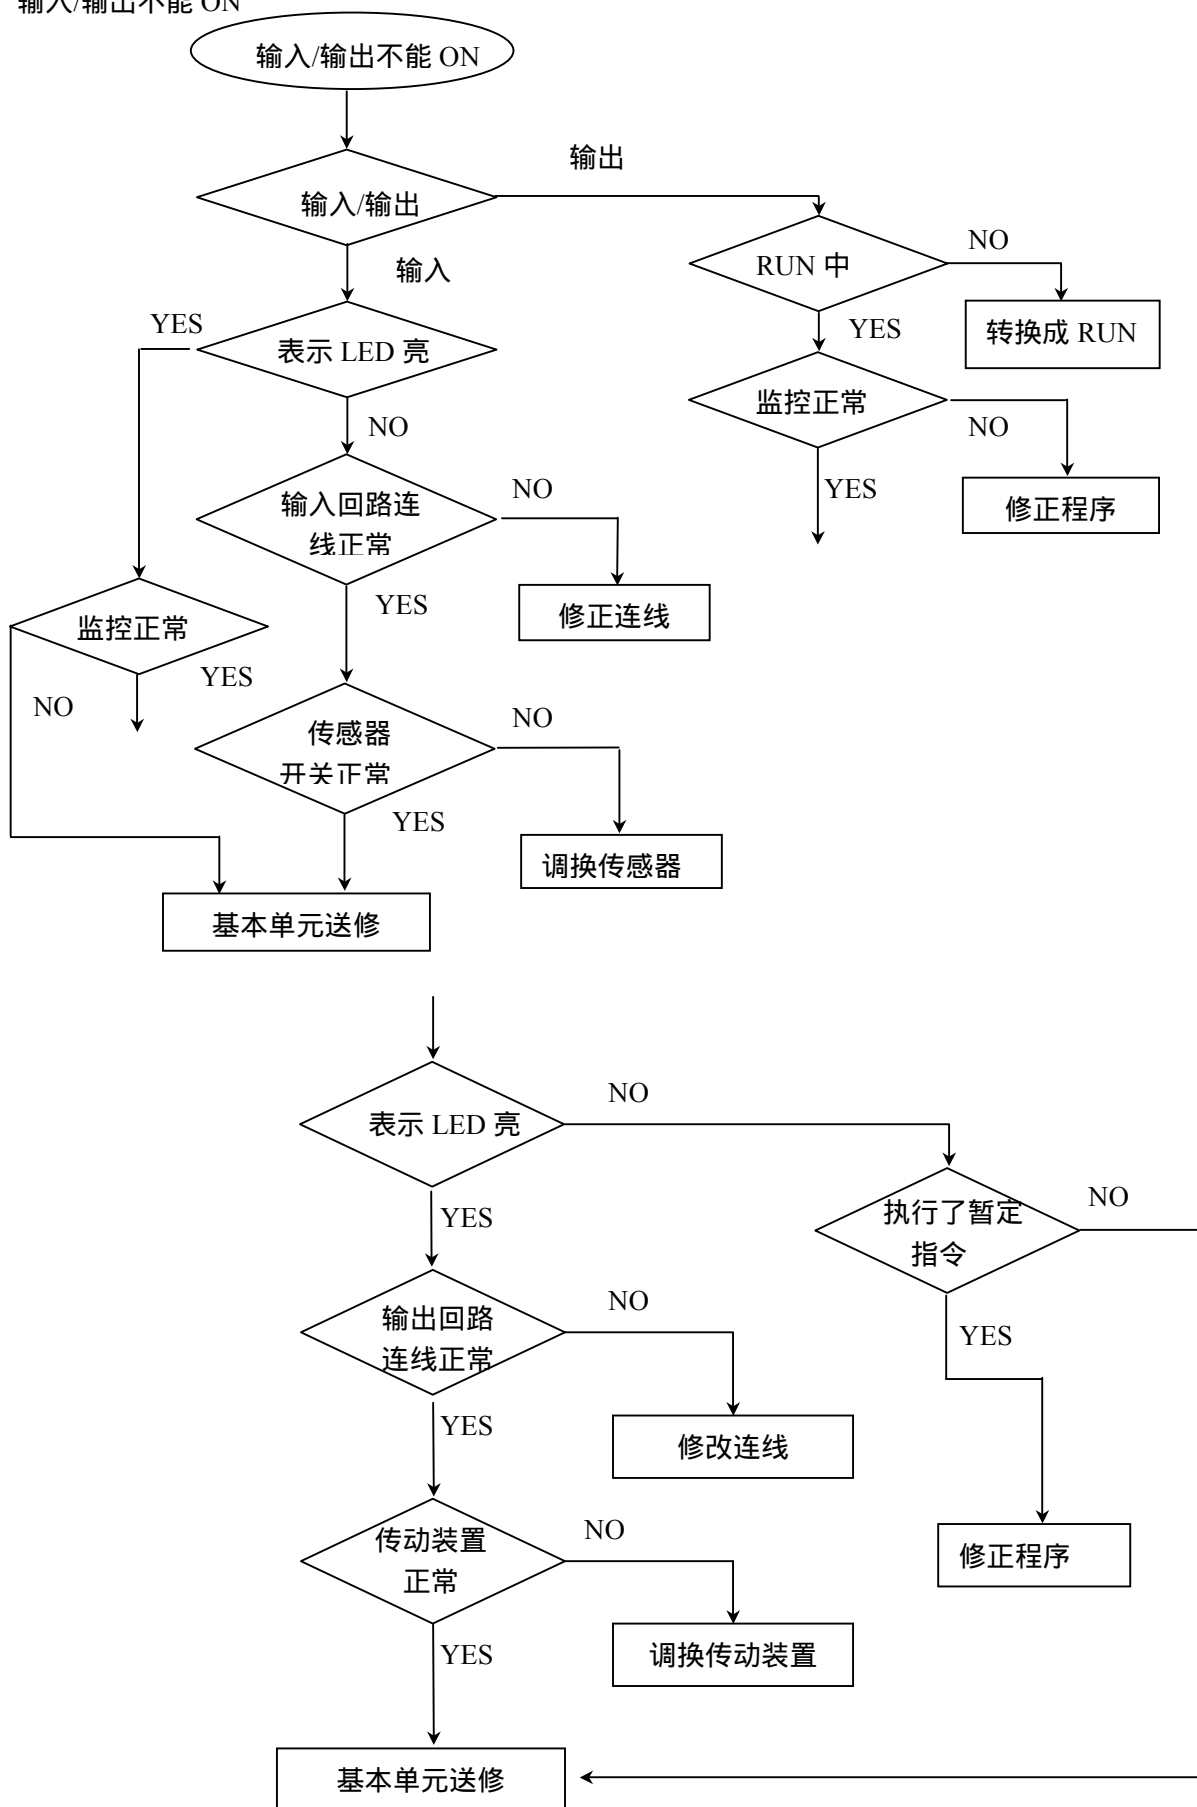 输入/输出不能 ON
输入/输出不能 ON
输出
输入/输出
NO
RUN 中
输入
YES
YES
转换成 RUN
表示 LED 亮
监控正常
NO
NO
YES
NO
输入回路连
线正常
修正程序
YES
修正连线
监控正常
YES
NO
NO
传感器
开关正常
YES
调换传感器
基本单元送修
NO
表示 LED 亮
NO
执行了暂定
指令
YES
NO
输出回路
连线正常
YES
YES
修改连线
NO
传动装置
正常
修正程序
YES
调换传动装置
基本单元送修